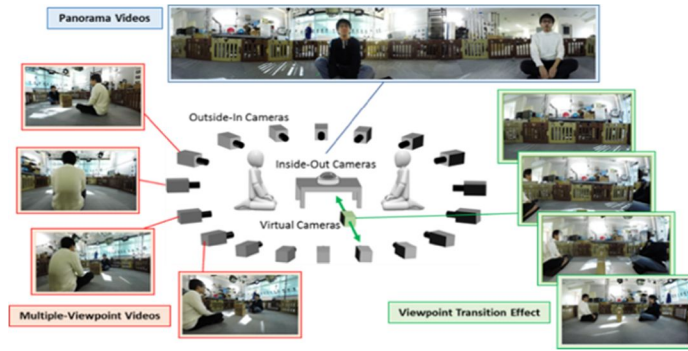 Panorama Videos
Outside-In Cameras
Inside-Out Cameras
Virtual Cameras
Multiple-Viewpoint Videos
Viewpoint Transition Effect